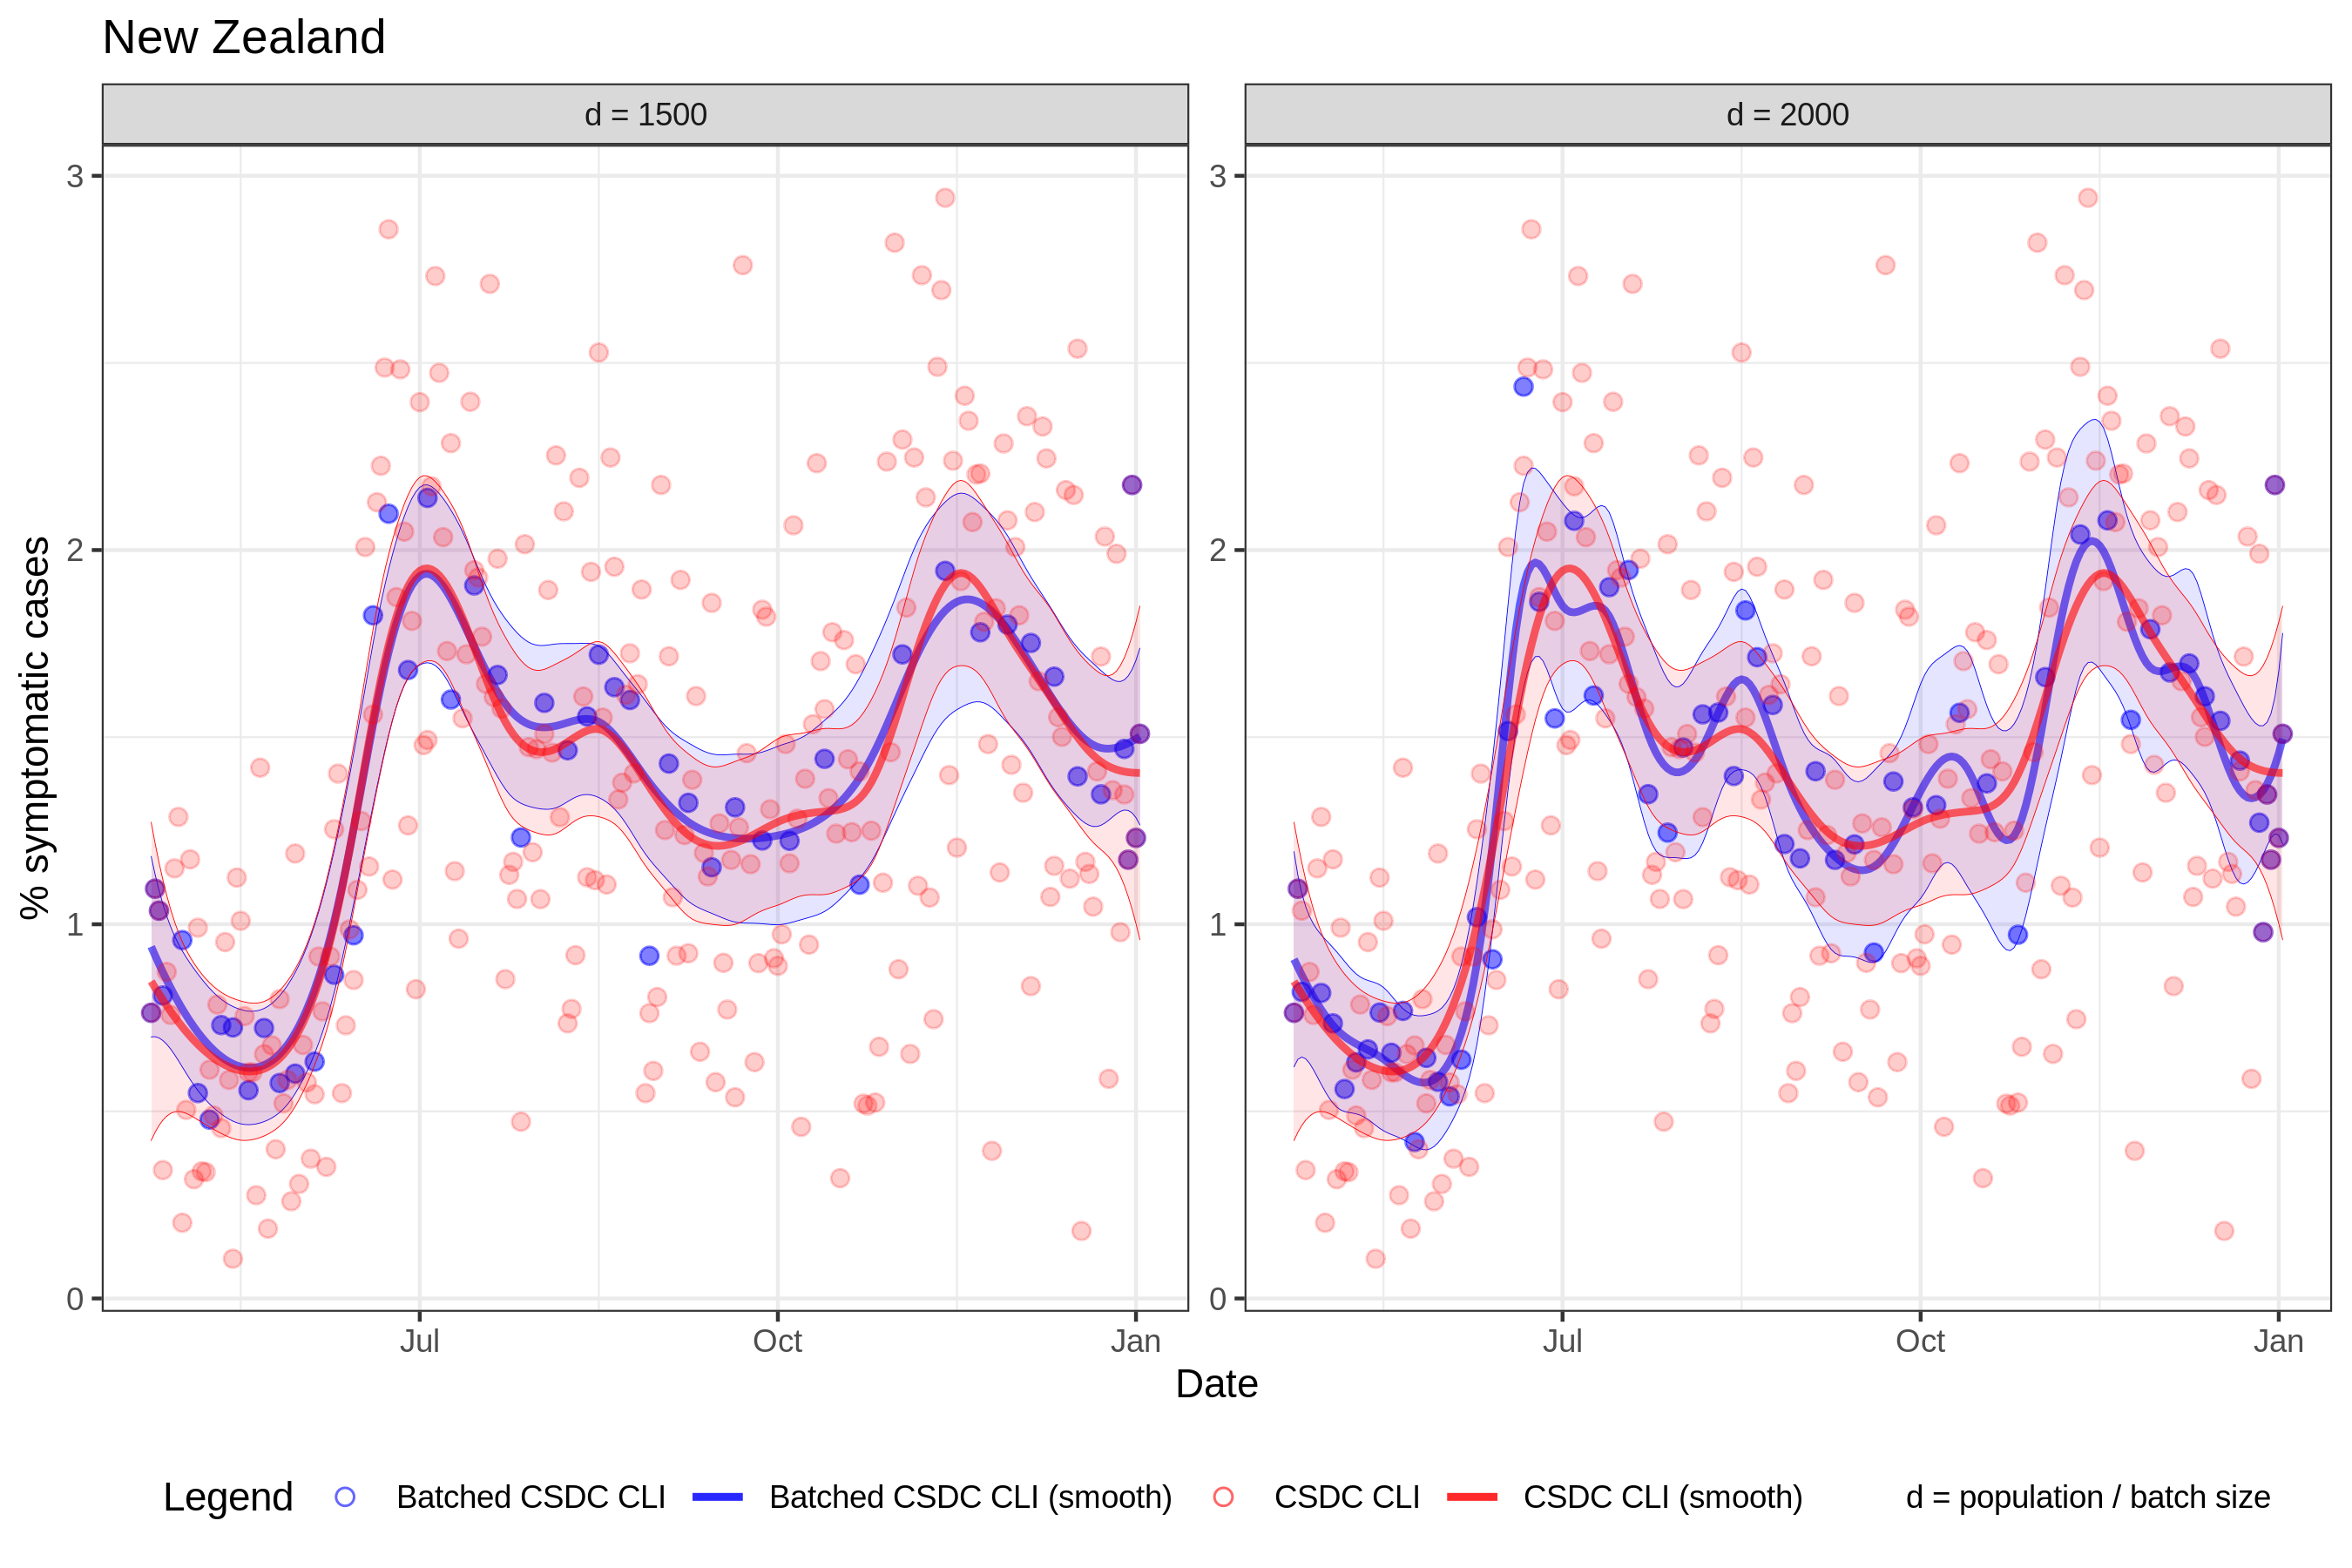 New Zealand
d = 1500
d = 2000
3
2
1
0
3
2
1
0
% symptomatic cases
Jul
Oct
Jan
Jul
Oct
Jan
Date
Legend Batched CSDC CLI Batched CSDC CLI (smooth) CSDC CLI CSDC CLI (smooth) d = population / batch size